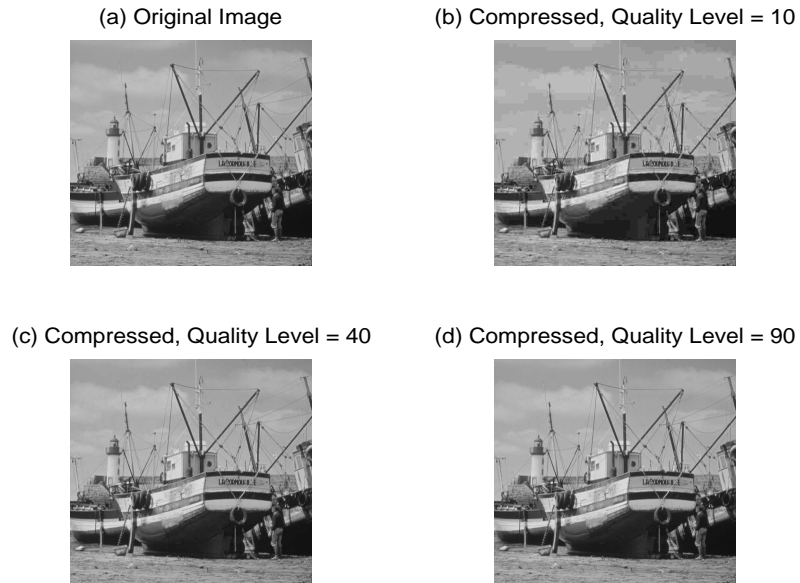 (a) Original Image
(b) Compressed, Quality Level = 10
(c) Compressed, Quality Level = 40
(d) Compressed, Quality Level = 90